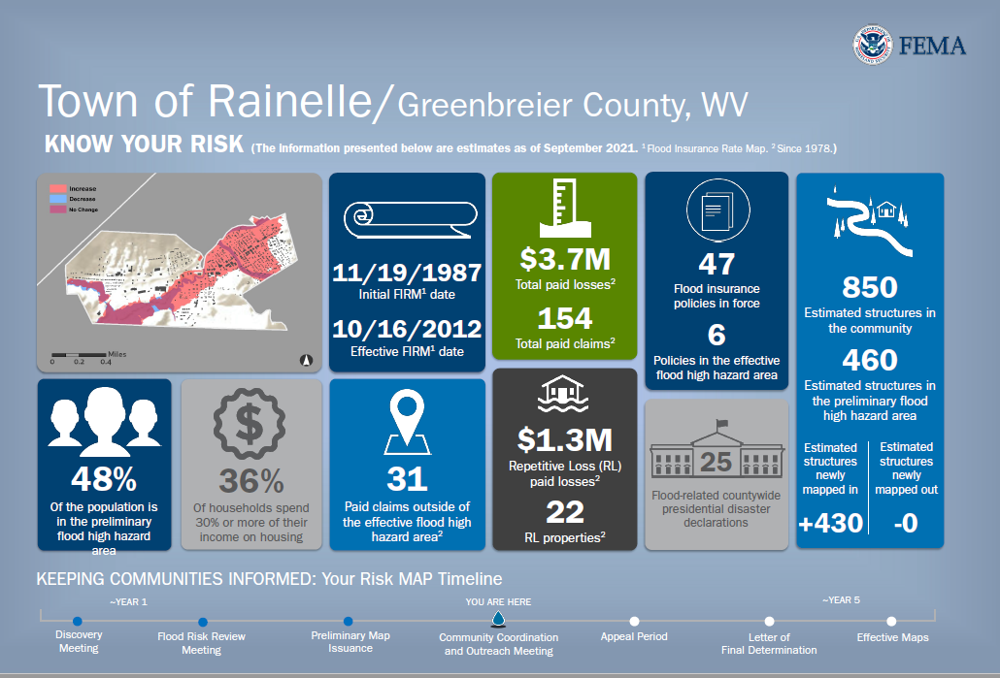 FEMA
Town of Rainelle/Greenbreier County, WV
KNOW YOUR RISK (The information presented below are estimates as of September 2021. ¹ Flood Insurance Rate Map. ² Since 1978.)
Increase
Decrease
No Change
Miles
0 0.2 0.4
11/19/1987
Initial FIRM¹ date
10/16/2012
Effective FIRM¹ date
$3.7M
Total paid losses²
154
Total paid claims²
47
Flood insurance
policies in force
6
Policies in the effective
flood high hazard area
850
Estimated structures in
the community
460
Estimated structures in
the preliminary flood
high hazard area
Estimated
structures
newly
mapped in
+430
Estimated
structures
newly
mapped out
-0
48%
Of the population is
in the preliminary
flood high hazard
area
$
36%
Of households spend
30% or more of their
income on housing
31
Paid claims outside of
the effective flood high
hazard area²
$1.3M
Repetitive Loss (RL)
paid losses²
22
RL properties²
25
Flood-related countywide
presidential disaster
declarations
KEEPING COMMUNITIES INFORMED: Your Risk MAP Timeline
~YEAR 1
YOU ARE HERE
~YEAR 5
Discovery
Meeting
Flood Risk Review
Meeting
Preliminary Map
Issuance
Community Coordination
and Outreach Meeting
Appeal Period
Letter of
Final Determination
Effective Maps